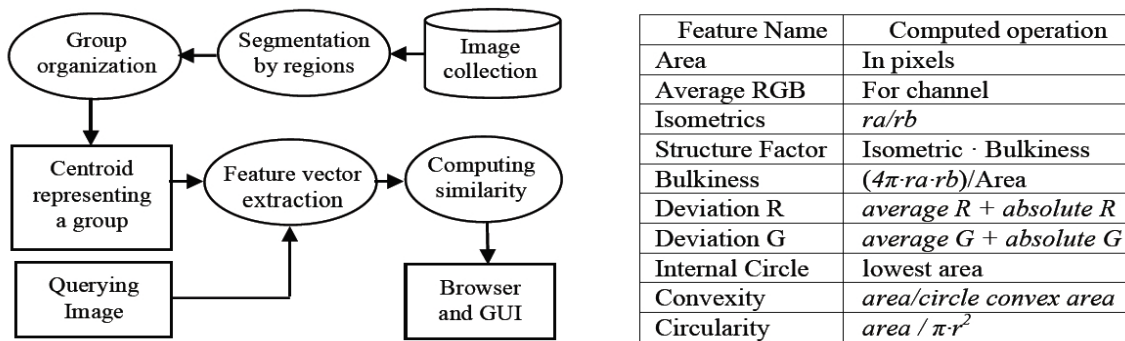 Group
organization
Segmentation
by regions
Image
collection
Centroid
representing
a group
Feature vector
extraction
Computing
similarity
Querying
Image
Browser
and GUI
Feature Name Computed operation
Area In pixels
Average RGB For channel
Isometrics ra/rb
Structure Factor Isometric · Bulkiness
Bulkiness (4π·ra·rb)/Area
Deviation R average R + absolute R
Deviation G average G + absolute G
Internal Circle lowest area
Convexity area/circle convex area
Circularity area / π·r²